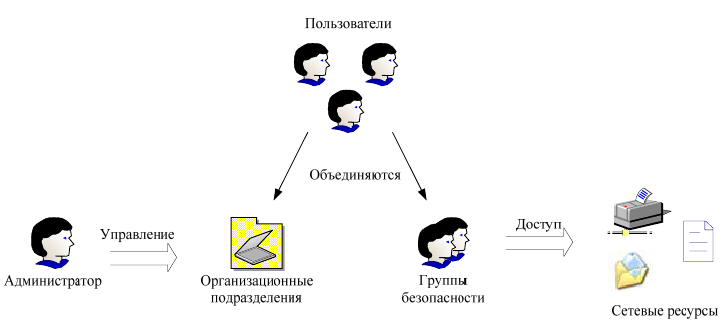 Пользователи
Объединяются
Управление
Доступ
Администратор
Организационные
подразделения
Группы
безопасности
Сетевые ресурсы